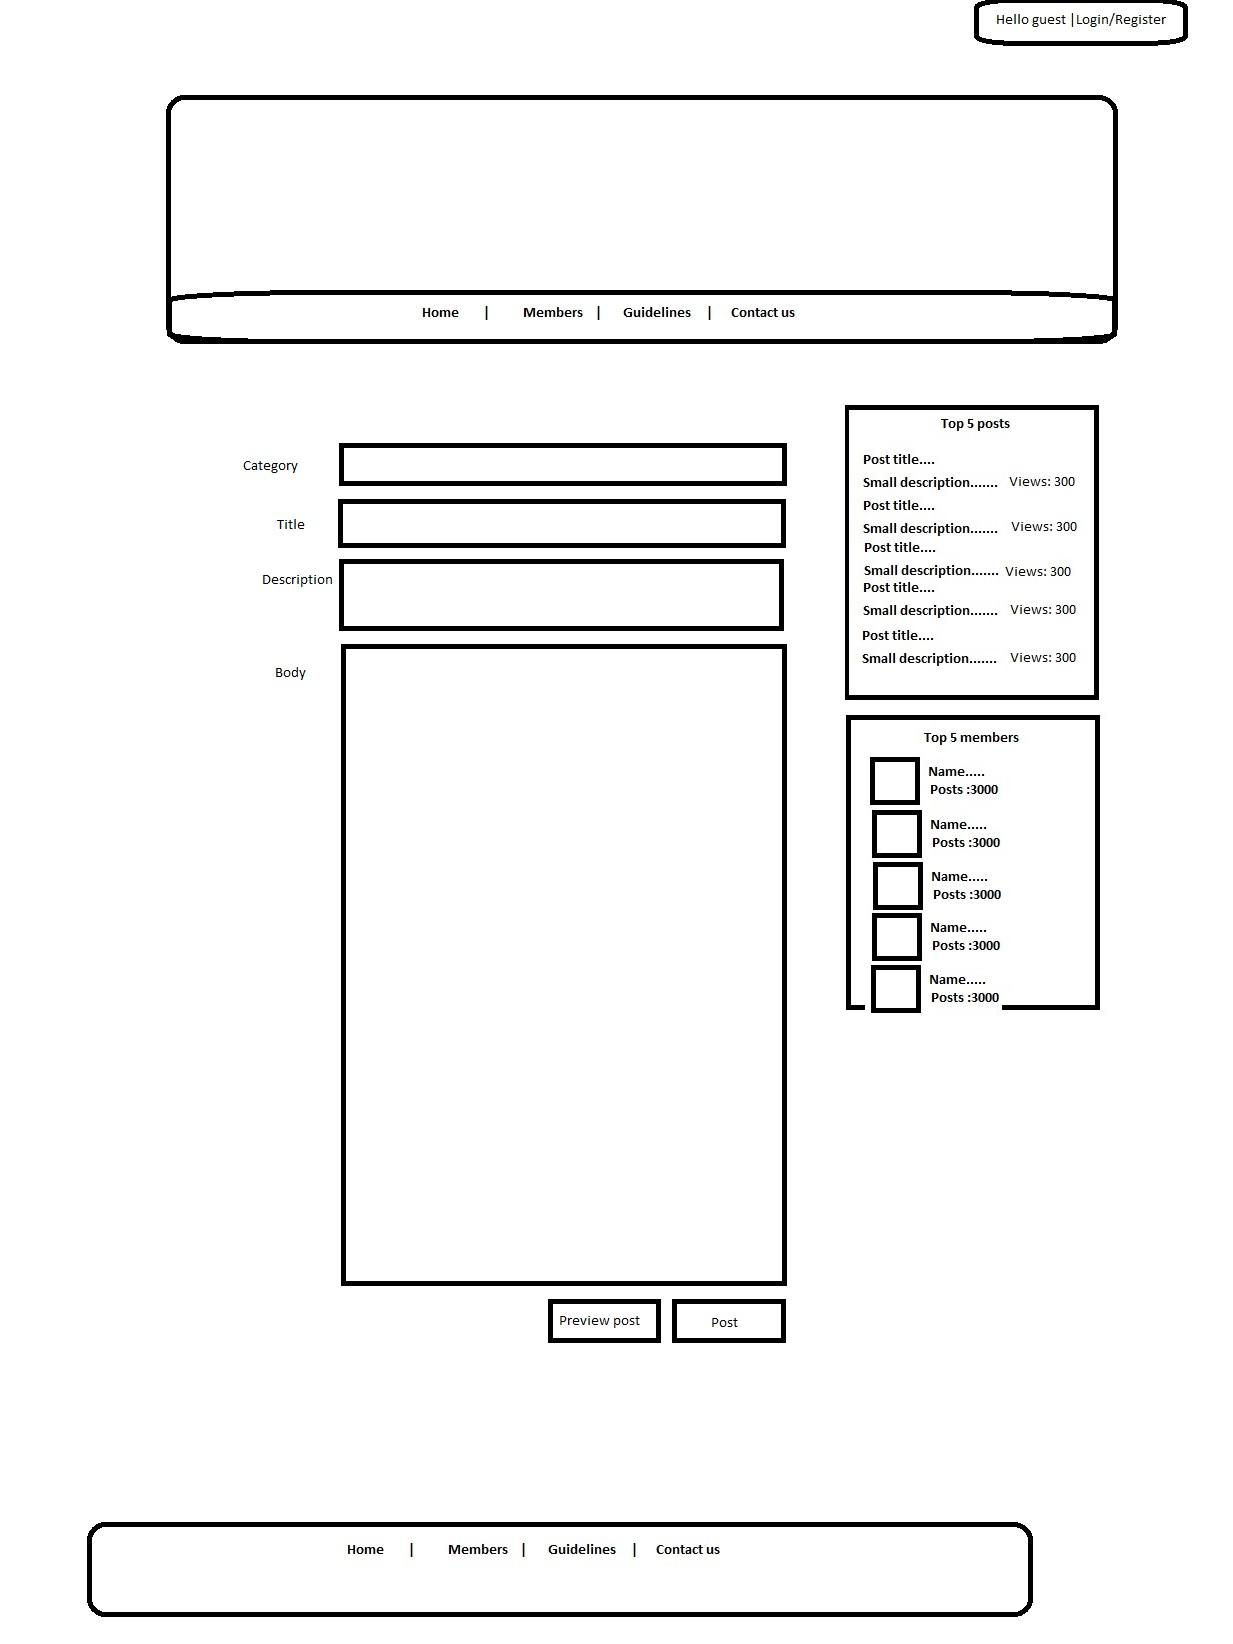 Hello guest |Login/Register
Home | Members | Guidelines | Contact us
Category
Title
Description
Body
Preview post
Post
Top 5 posts
Post title....
Small description....... Views: 300
Post title....
Small description....... Views: 300
Post title....
Small description....... Views: 300
Post title....
Small description....... Views: 300
Post title....
Small description....... Views: 300
Top 5 members
Name.....
Posts :3000
Name.....
Posts :3000
Name.....
Posts :3000
Name.....
Posts :3000
Name.....
Posts :3000
Home | Members | Guidelines | Contact us